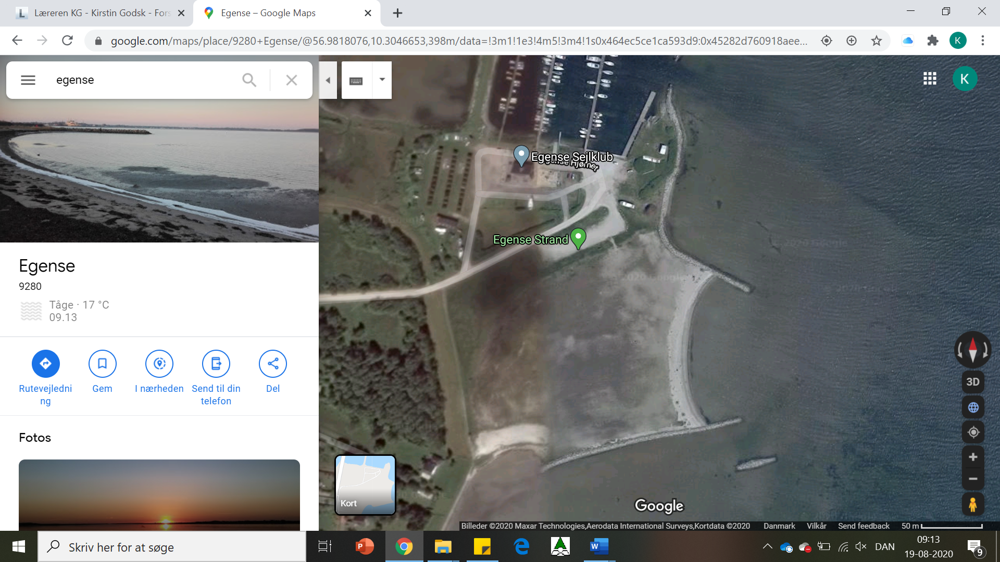 Læreren KG - Kirstin Godsk - Fors
Egense – Google Maps
google.com/maps/place/9280+Egense/@56.9818076,10.3046653,398m/data=!3m1!1e3!4m5!3m4!1s0x464ec5ce1ca593d9:0x45282d760918aee...
K
egense
K
Egense Sejlklub
Egense Strand
Egense
9280
Tåge · 17 °C
09.13
Rutevejledni
ng
Gem
I nærheden
Send til din
telefon
Del
3D
Fotos
Kort
Google
Billeder ©2020 Maxar Technologies,Aerodata International Surveys,Kortdata ©2020 Danmark Vilkår Send feedback 50 m
Skriv her for at søge
DAN
09:13
19-08-2020
9